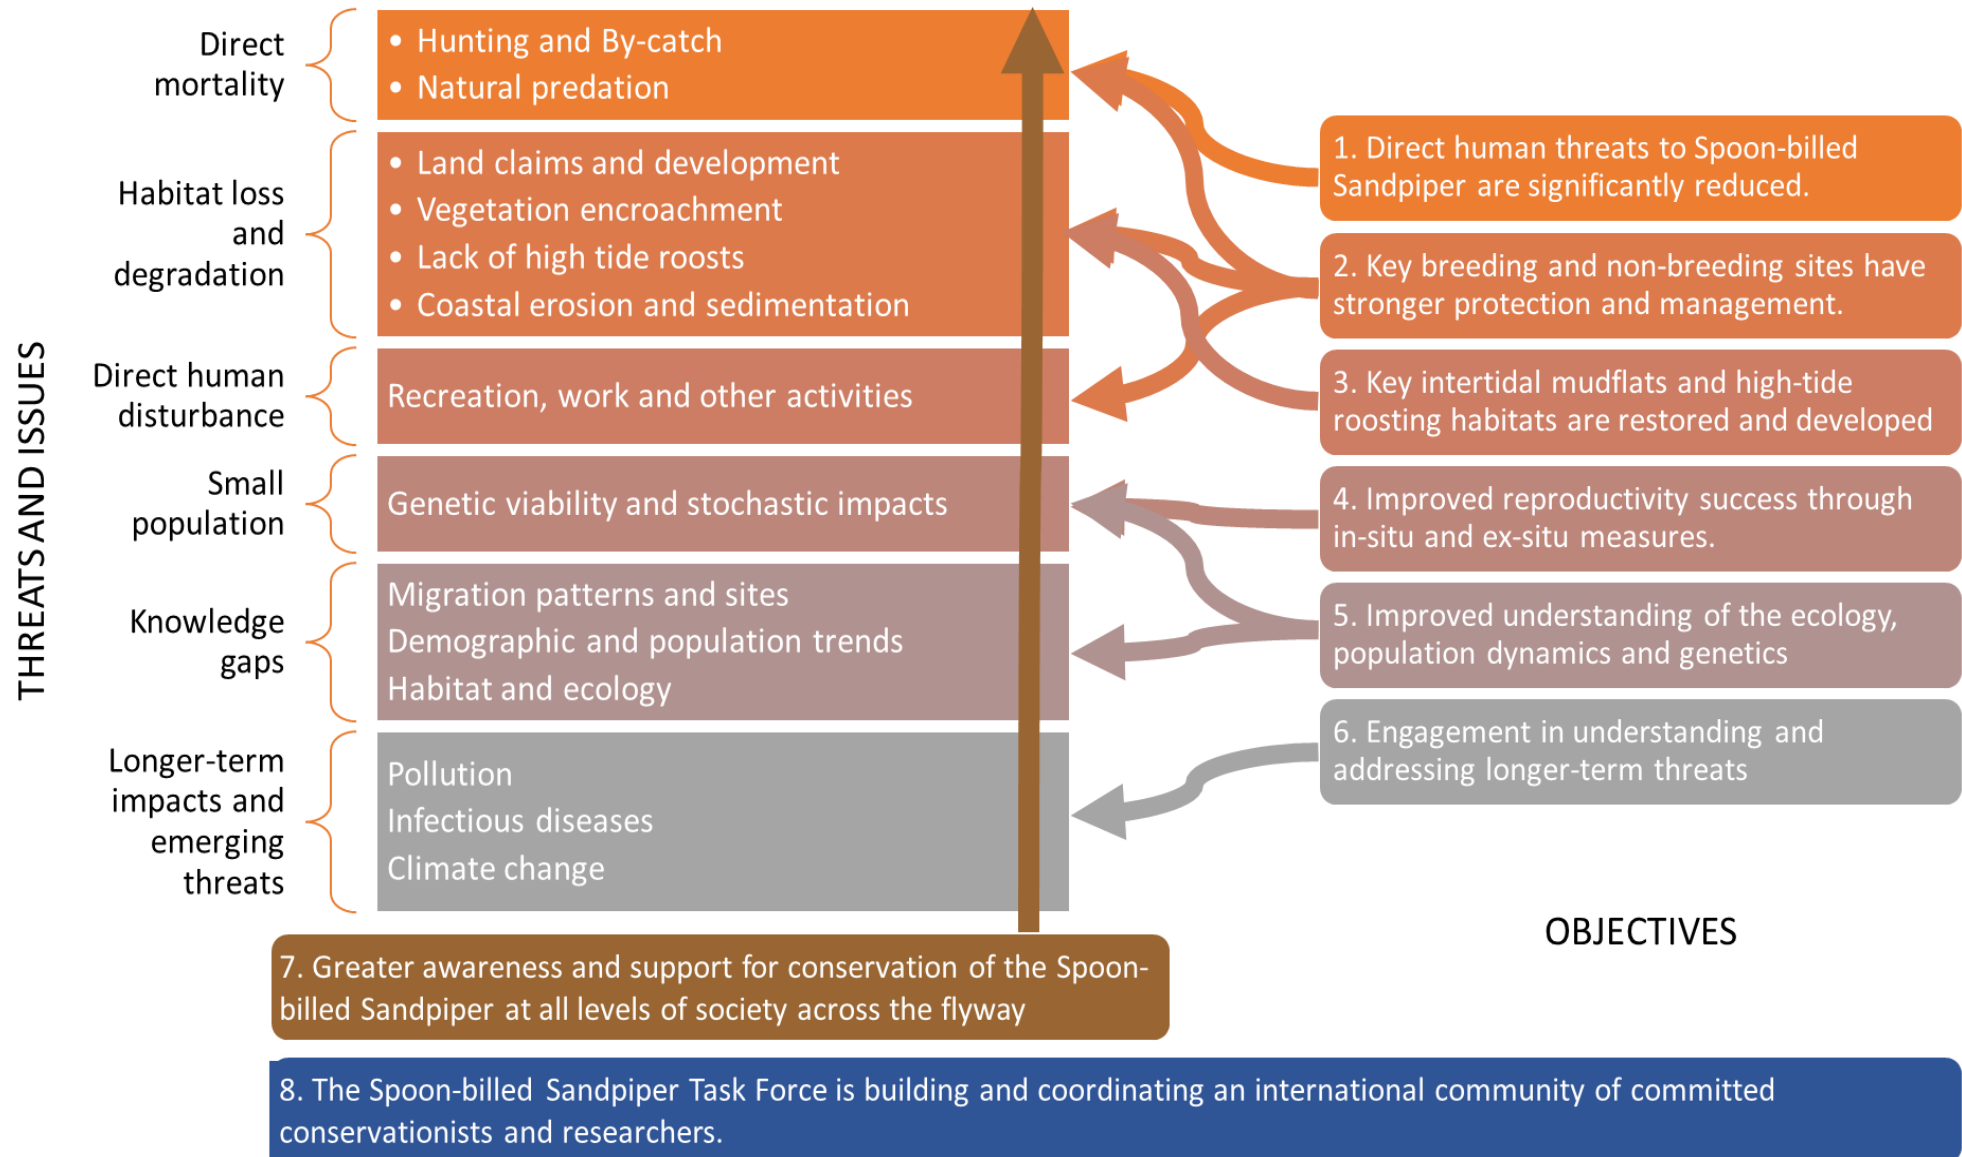 THREATS AND ISSUES
Direct
mortality
• Hunting and By-catch
• Natural predation
Habitat loss
and
degradation
• Land claims and development
• Vegetation encroachment
• Lack of high tide roosts
• Coastal erosion and sedimentation
Direct human
disturbance
Recreation, work and other activities
Small
population
Genetic viability and stochastic impacts
Knowledge
gaps
Migration patterns and sites
Demographic and population trends
Habitat and ecology
Longer-term
impacts and
emerging
threats
Pollution
Infectious diseases
Climate change
1. Direct human threats to Spoon-billed
Sandpiper are significantly reduced.
2. Key breeding and non-breeding sites have
stronger protection and management.
3. Key intertidal mudflats and high-tide
roosting habitats are restored and developed
4. Improved reproductivity success through
in-situ and ex-situ measures.
5. Improved understanding of the ecology,
population dynamics and genetics
6. Engagement in understanding and
addressing longer-term threats
OBJECTIVES
7. Greater awareness and support for conservation of the Spoon-
billed Sandpiper at all levels of society across the flyway
8. The Spoon-billed Sandpiper Task Force is building and coordinating an international community of committed
conservationists and researchers.